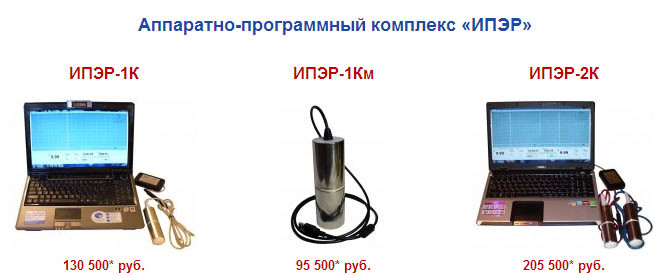 Аппаратно-программный комплекс «ИПЭР»
ИПЭР-1К ИПЭР-1Км ИПЭР-2К
130 500* руб. 95 500* руб. 205 500* руб.